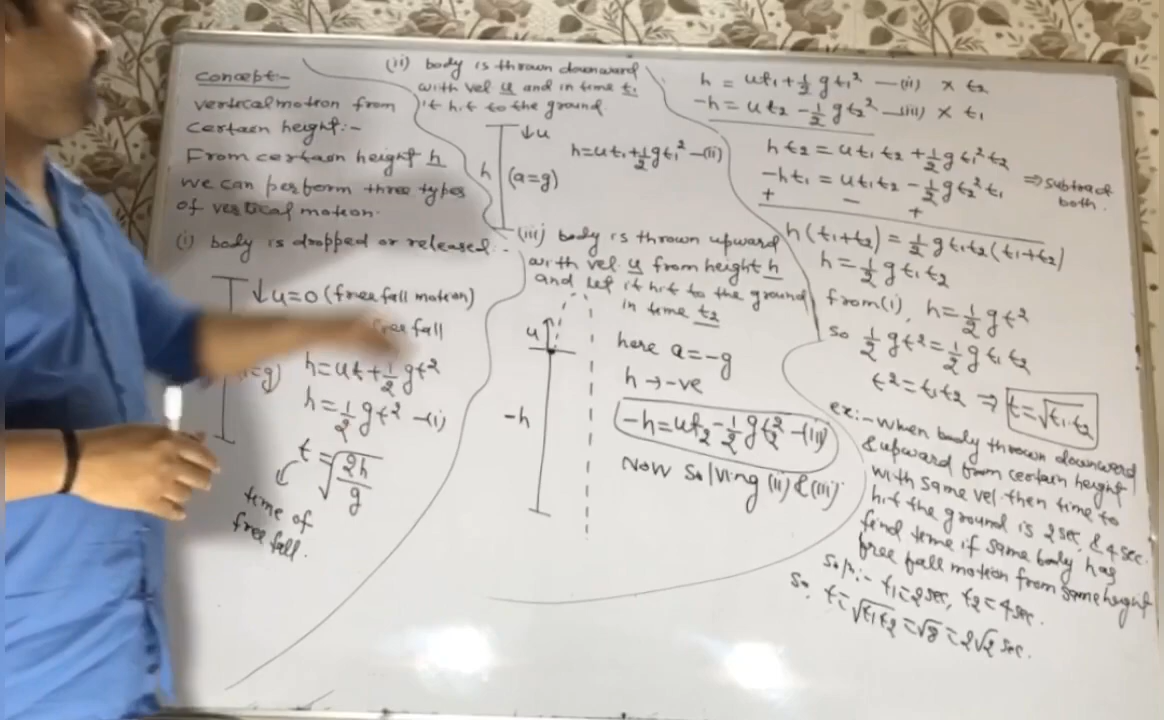 concept:-
vertical motion from
certain height:-
From certain height h
we can perform three types
of vertical motion.
(i) body is dropped or released:-
↓u=0 (free fall motion)
free fall
=g) h=ut+½gt²
h=½gt² -(i)
t=√(2h/g)
time of
free fall.
(ii) body is thrown downward
with vel u and in time t₁
it hit to the ground.
↓u
h (a=g)
h=ut₁+½gt₁² -(ii)
(iii) body is thrown upward
with vel. u from height h
and let it hit to the ground
in time t₂
u
-h
here a=-g
h→-ve
-h=ut₂-½gt₂² -(iii)
Now solving (ii) & (iii)
h = ut₁+½gt₁² —(ii) × t₂
-h = ut₂-½gt₂² —(iii) × t₁
ht₂ = ut₁t₂+½gt₁²t₂
-ht₁ = ut₁t₂-½gt₂²t₁
+ - +
⇒subtract
both.
h(t₁+t₂)=½gt₁t₂(t₁+t₂)
h=½gt₁t₂
from(i), h=½gt²
so ½gt²=½gt₁t₂
t²=t₁t₂ ⇒ t=√t₁.t₂
ex:- when body thrown downward
& upward from certain height
with same vel. then time to
hit the ground is 2sec. & 4sec.
find time if same body has
free fall motion from same height
Soln:- t₁=2sec, t₂=4sec.
So. t=√t₁t₂=√8=2√2 sec.